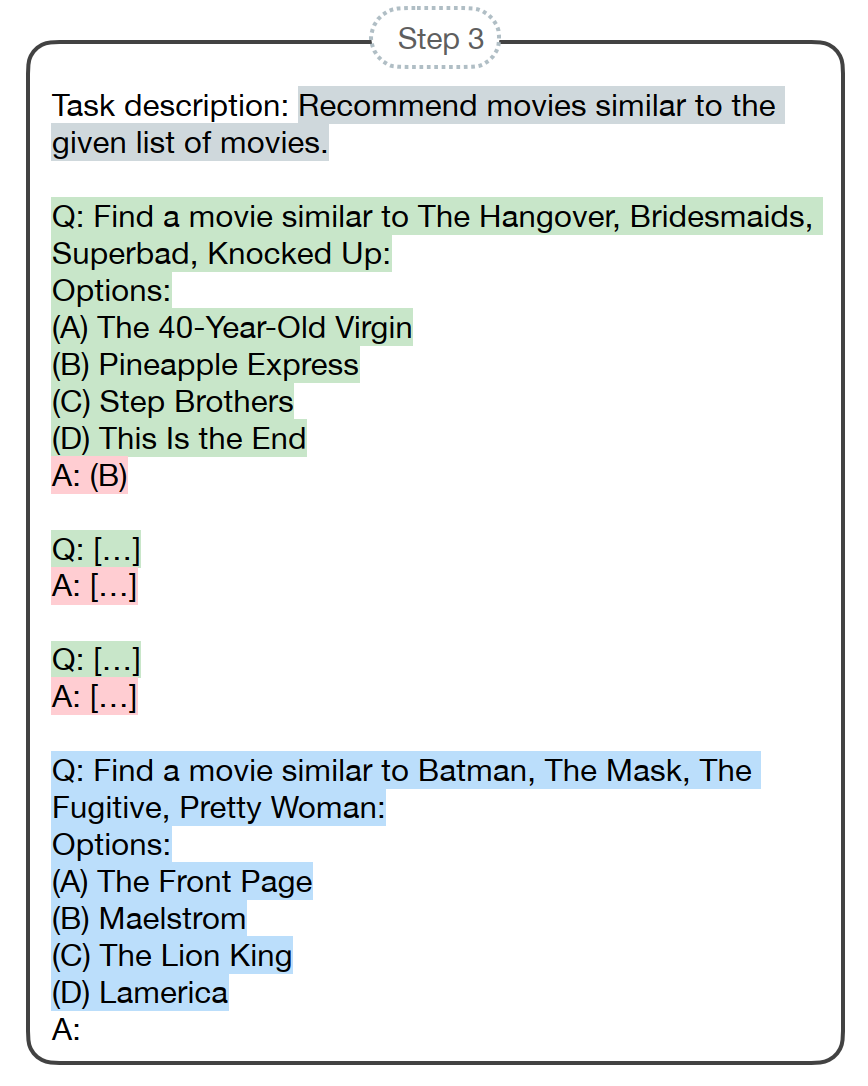 Step 3
Task description: Recommend movies similar to the
given list of movies.
Q: Find a movie similar to The Hangover, Bridesmaids,
Superbad, Knocked Up:
Options:
(A) The 40-Year-Old Virgin
(B) Pineapple Express
(C) Step Brothers
(D) This Is the End
A: (B)
Q: […]
A: […]
Q: […]
A: […]
Q: Find a movie similar to Batman, The Mask, The
Fugitive, Pretty Woman:
Options:
(A) The Front Page
(B) Maelstrom
(C) The Lion King
(D) Lamerica
A: